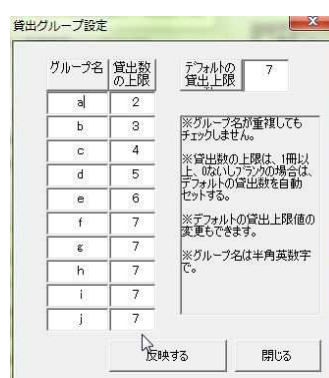 貸出グループ設定
グループ名 貸出数の上限
デフォルトの貸出上限 7
a 2
b 3
c 4
d 5
e 6
f 7
g 7
h 7
i 7
j 7
※グループ名が重複しても
チェックしません。
※貸出数の上限は、1冊以
上、0ないしブランクの場合は、
デフォルトの貸出数を自動
セットする。
※デフォルトの貸出上限値の
変更もできます。
※グループ名は半角英数字
で。
反映する 閉じる